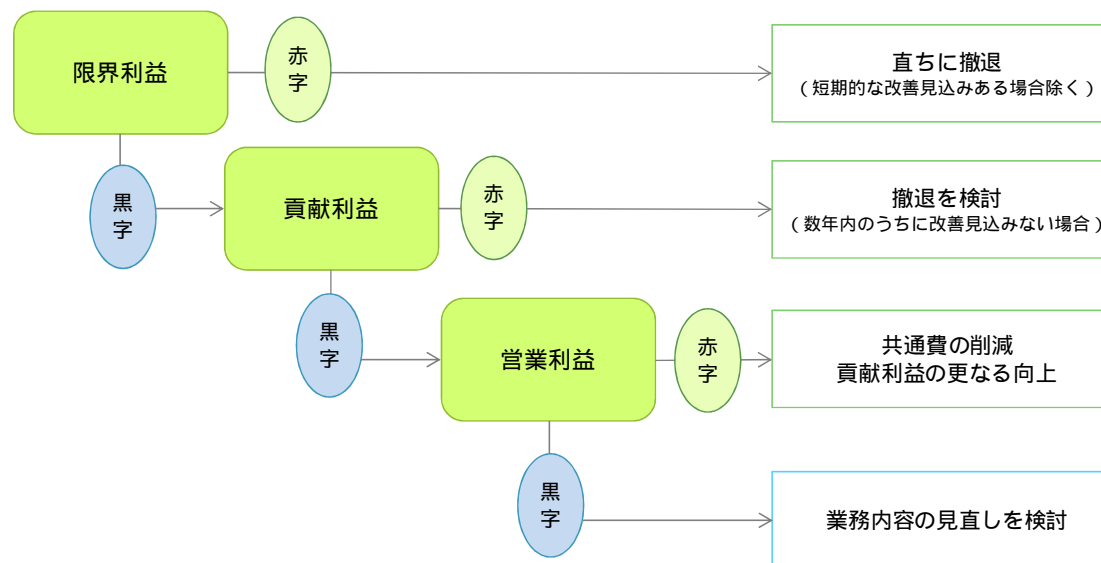 限界利益
赤
字
直ちに撤退
(短期的な改善見込みある場合除く)
黒
字
貢献利益
赤
字
撤退を検討
(数年内のうちに改善見込みない場合)
黒
字
営業利益
赤
字
共通費の削減
貢献利益の更なる向上
黒
字
業務内容の見直しを検討